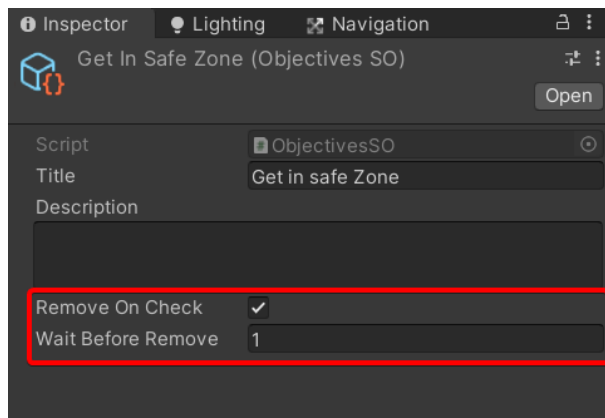 Inspector Lighting Navigation
Get In Safe Zone (Objectives SO)
Open
Script ObjectivesSO
Title Get in safe Zone
Description
Remove On Check
Wait Before Remove 1